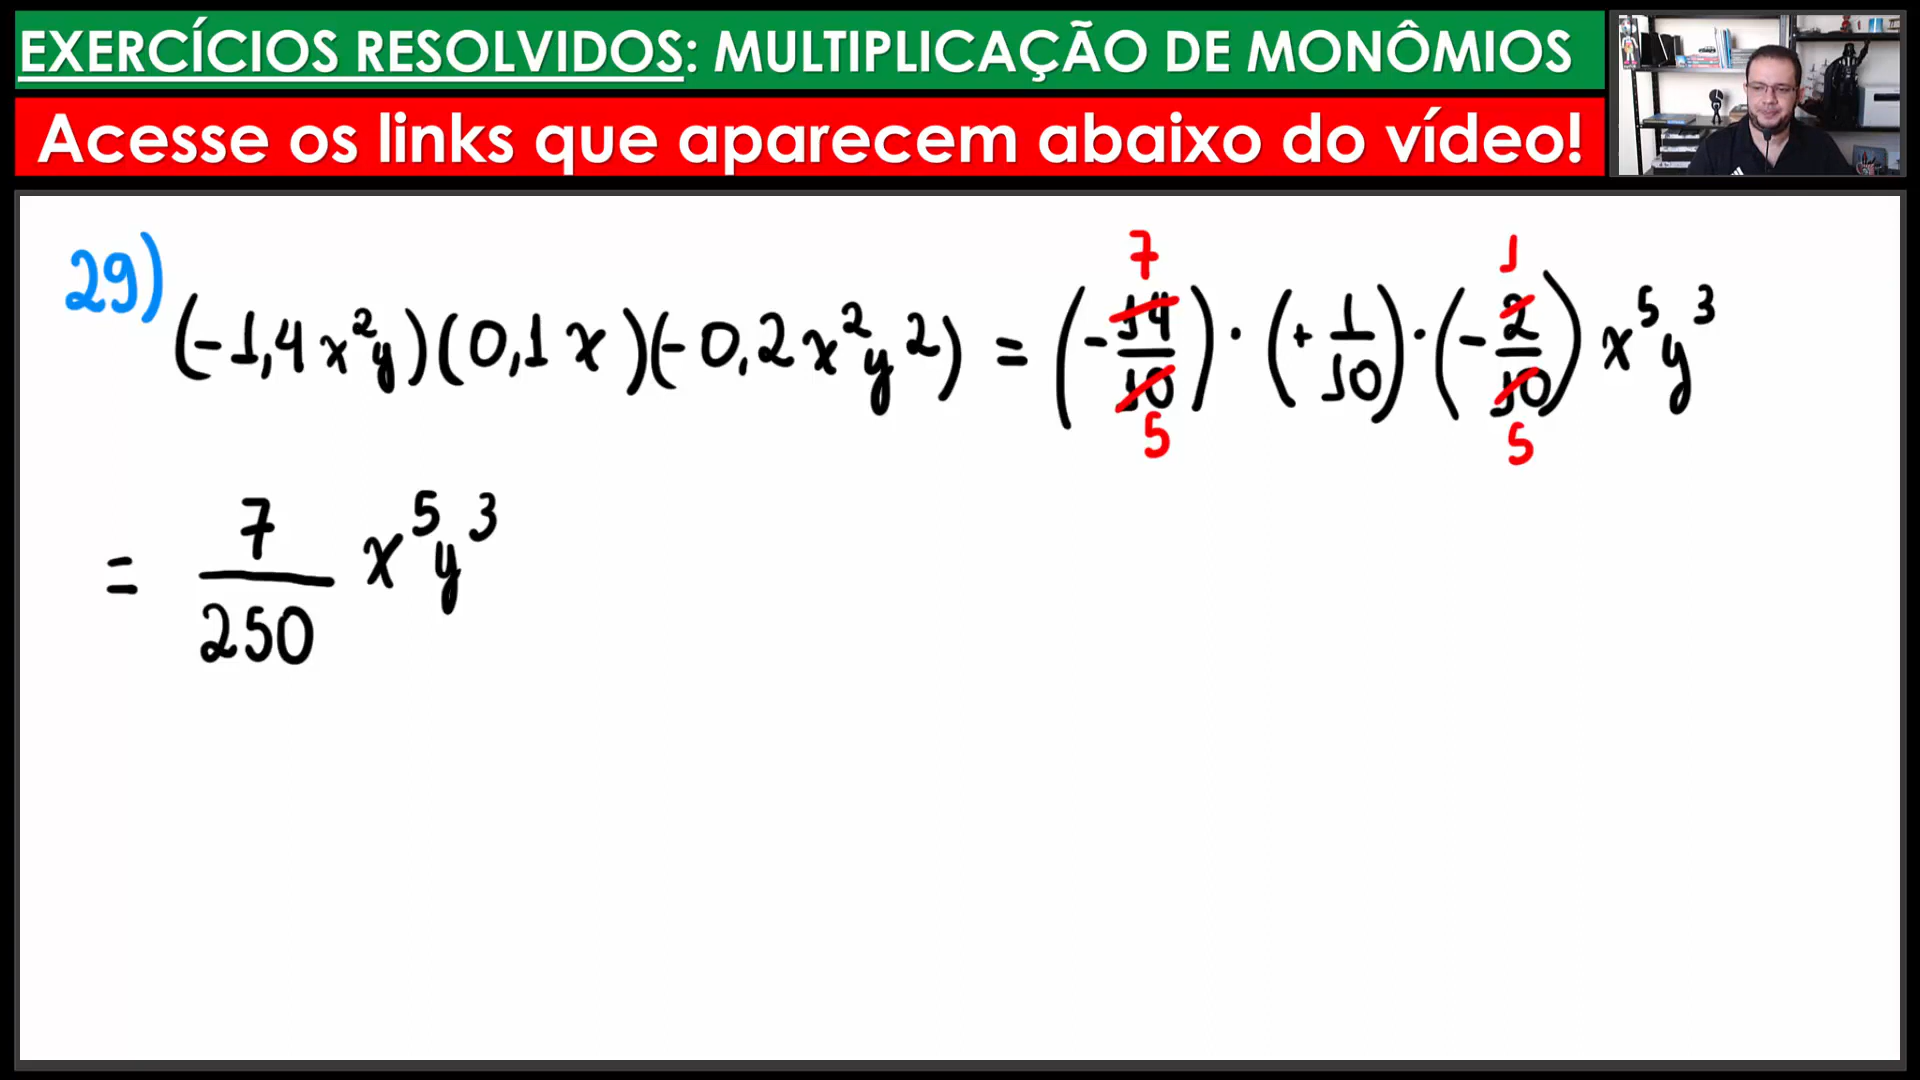 EXERCÍCIOS RESOLVIDOS: MULTIPLICAÇÃO DE MONÔMIOS
Acesse os links que aparecem abaixo do vídeo!
29) (-1,4x²y)(0,1x)(-0,2x²y²) = (-14/10)·(+1/10)·(-2/10) x⁵y³
7 1
5 5
= 7/250 x⁵y³